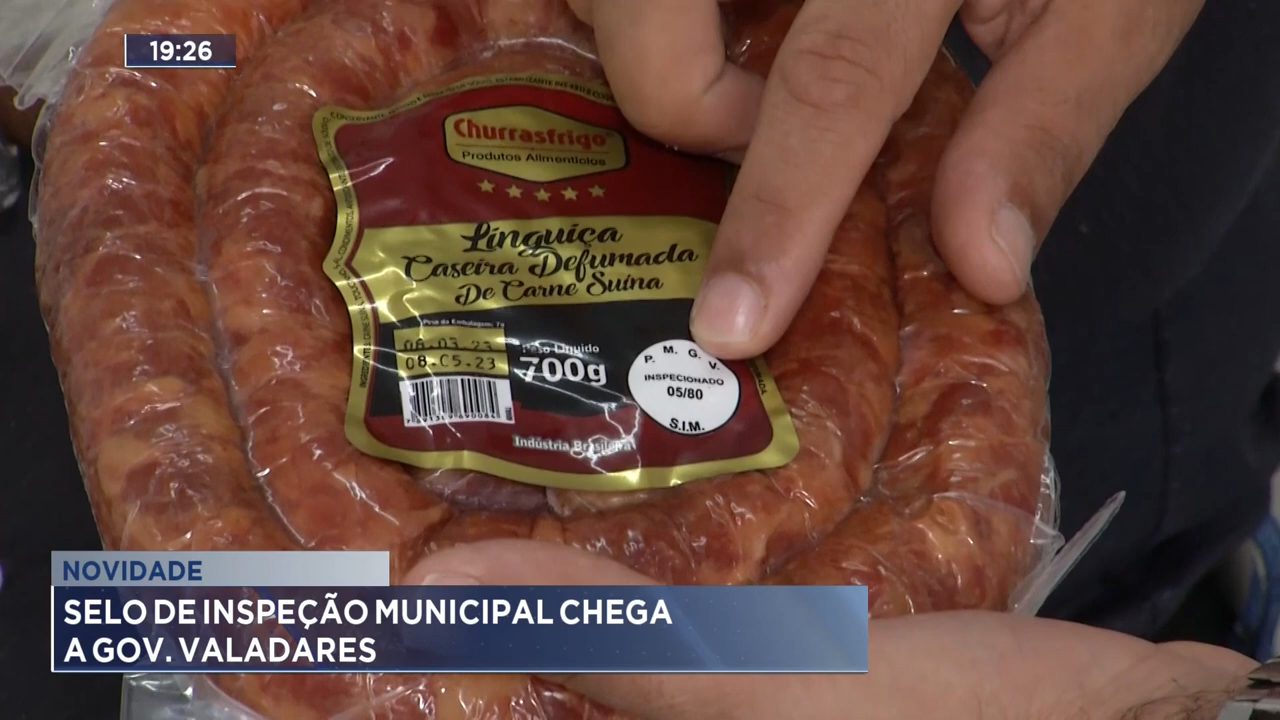 19:26
Churrasfrigo®
Produtos Alimentícios
Linguiça
Caseira Defumada
De Carne Suína
08.03.23
08.05.23
Peso Líquido
700g
P. M. G. V.
INSPECIONADO
05/80
S.I.M.
Indústria Brasileira
NOVIDADE
SELO DE INSPEÇÃO MUNICIPAL CHEGA
A GOV. VALADARES